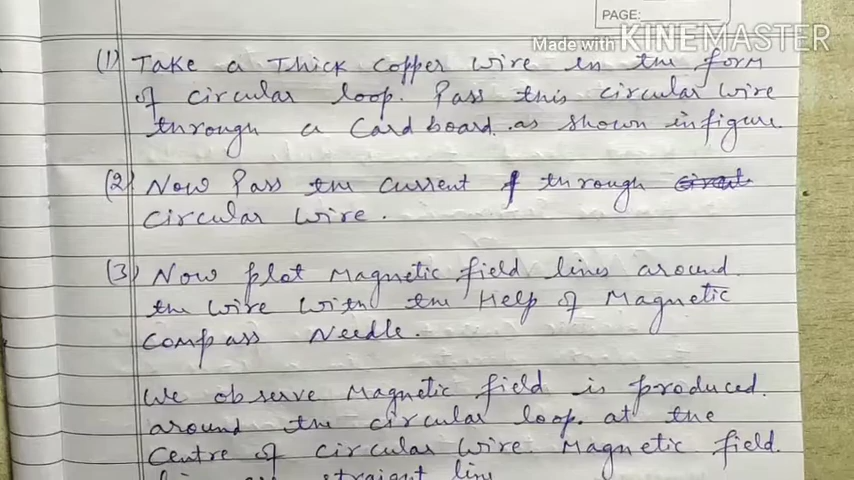 PAGE:
Made with KINEMASTER
(1) Take a Thick Copper wire in the form
of circular loop. Pass this circular wire
through a Card board. as shown in figure.
(2) Now Pass the current through
circular wire.
(3) Now plot Magnetic field lines around.
the wire with the Help of Magnetic
Compass Needle.
We observe Magnetic field is produced.
around the circular loop. at the
Centre of circular wire. Magnetic field.
straight line